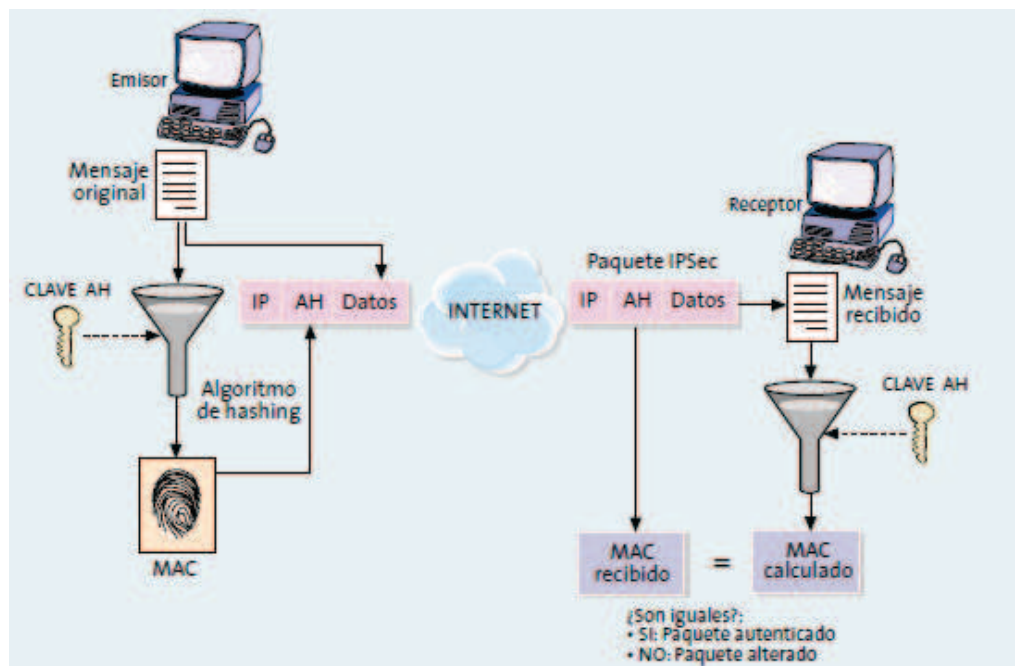 Emisor
Mensaje
original
CLAVE AH
IP AH Datos
Algoritmo
de hashing
MAC
INTERNET
Paquete IPSec
IP AH Datos
Receptor
Mensaje
recibido
CLAVE AH
MAC
recibido
=
MAC
calculado
¿Son iguales?:
• SI: Paquete autenticado
• NO: Paquete alterado